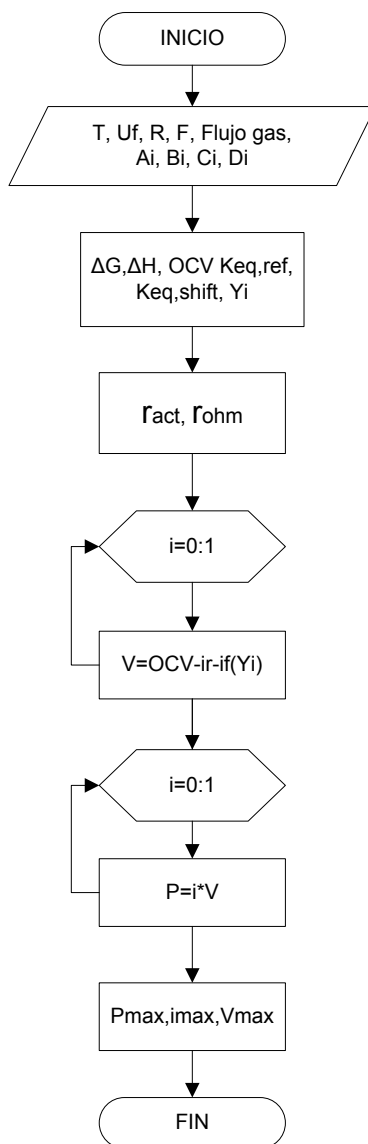 INICIO
T, Uf, R, F, Flujo gas,
Ai, Bi, Ci, Di
ΔG,ΔH, OCV Keq,ref,
Keq,shift, Yi
ract, rohm
i=0:1
V=OCV-ir-if(Yi)
i=0:1
P=i*V
Pmax,imax,Vmax
FIN